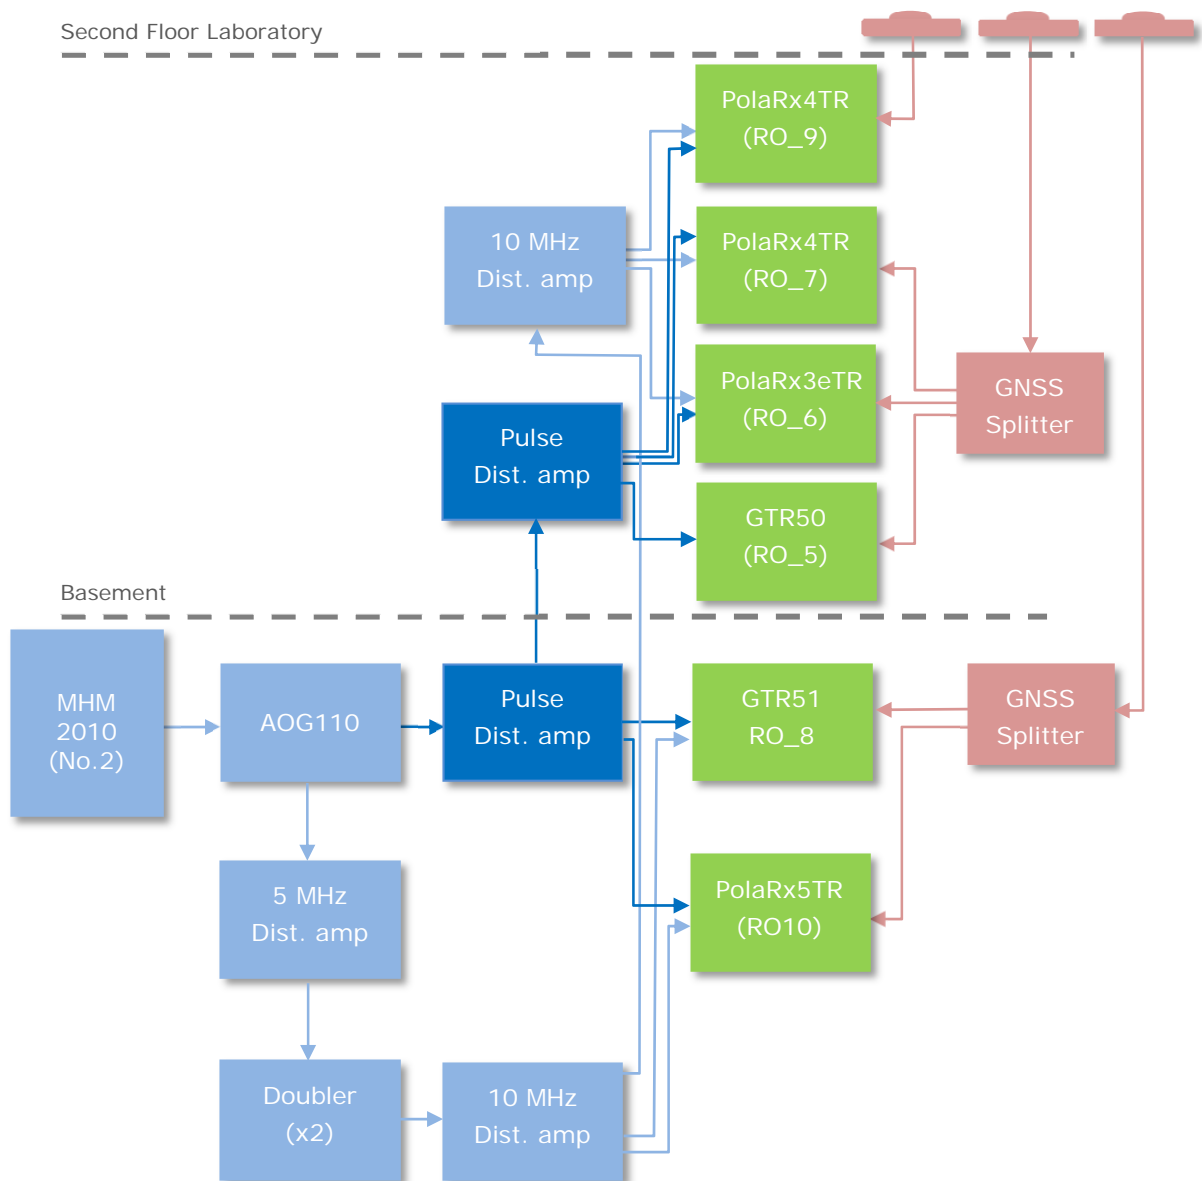 Second Floor Laboratory
PolaRx4TR
(RO_9)
10 MHz
Dist. amp
PolaRx4TR
(RO_7)
PolaRx3eTR
(RO_6)
GNSS
Splitter
Pulse
Dist. amp
GTR50
(RO_5)
Basement
MHM
2010
(No.2)
AOG110
Pulse
Dist. amp
GTR51
RO_8
GNSS
Splitter
5 MHz
Dist. amp
PolaRx5TR
(RO10)
Doubler
(x2)
10 MHz
Dist. amp